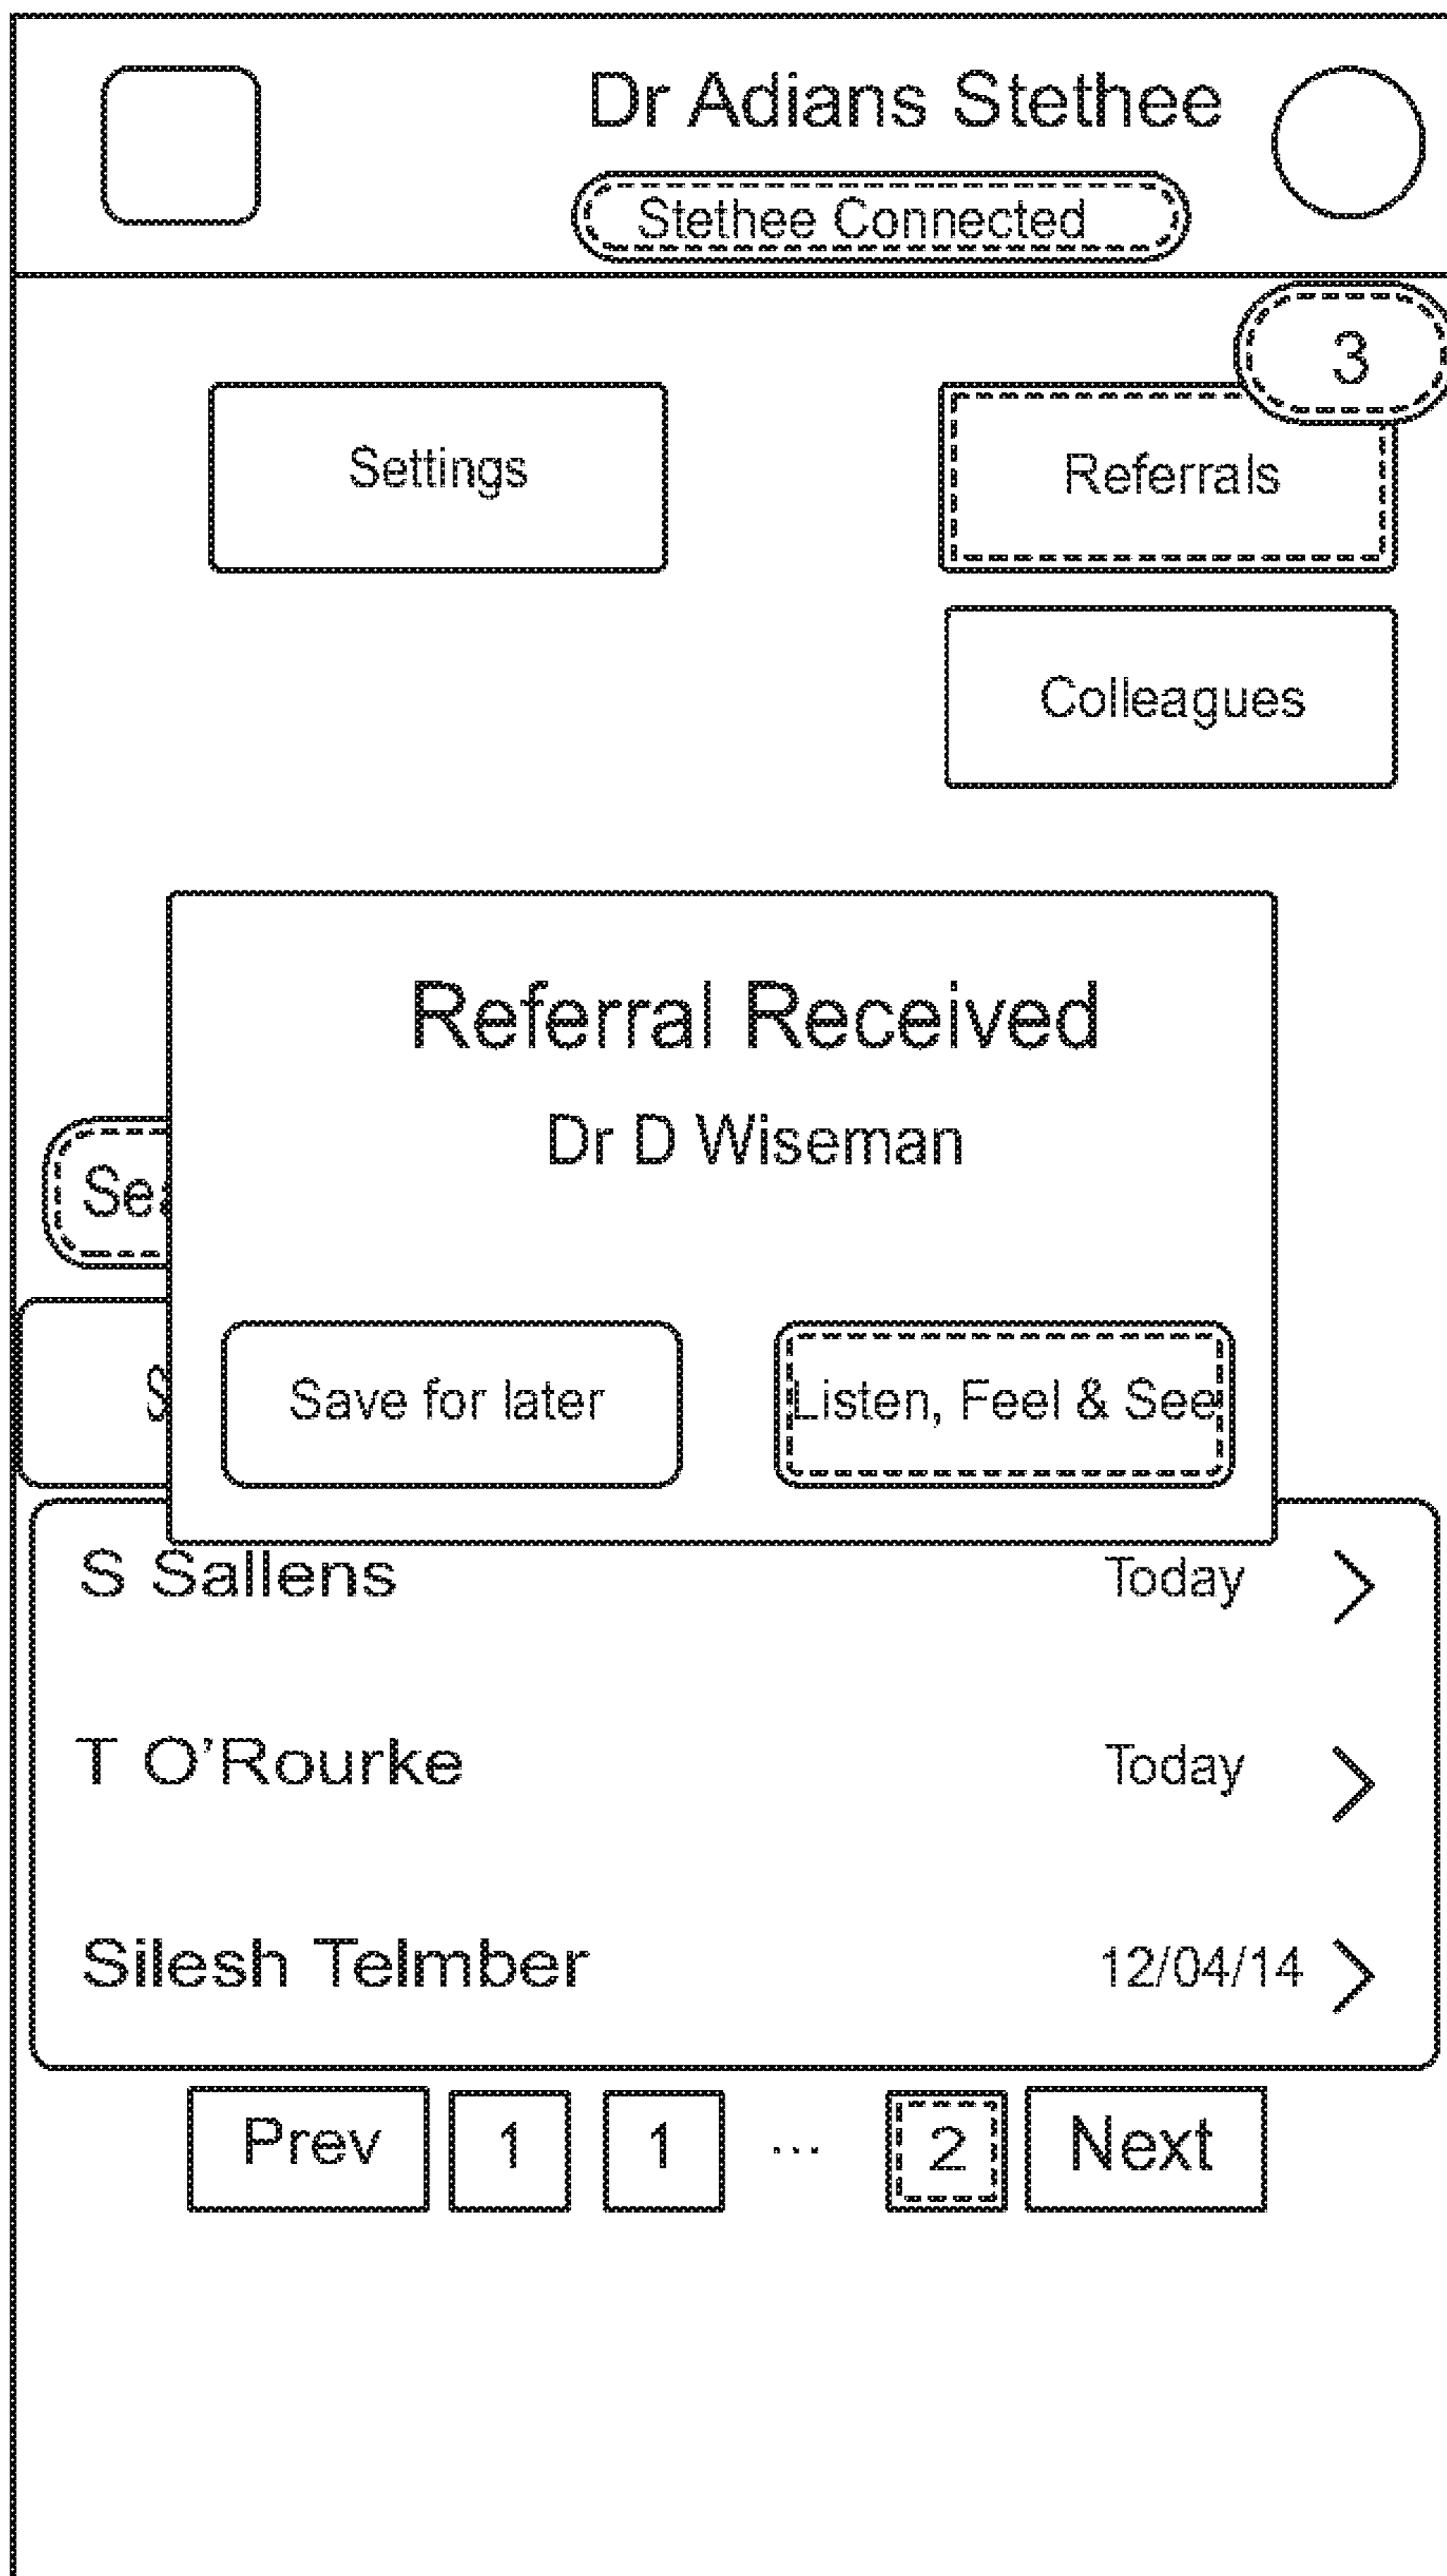 Dr Adians Stethee
Stethee Connected
3
Settings
Referrals
Colleagues
Referral Received
Dr D Wiseman
Save for later
Listen, Feel & See
S Sallens Today
T O'Rourke Today
Silesh Telmber 12/04/14
Prev 1 1 ... 2 Next